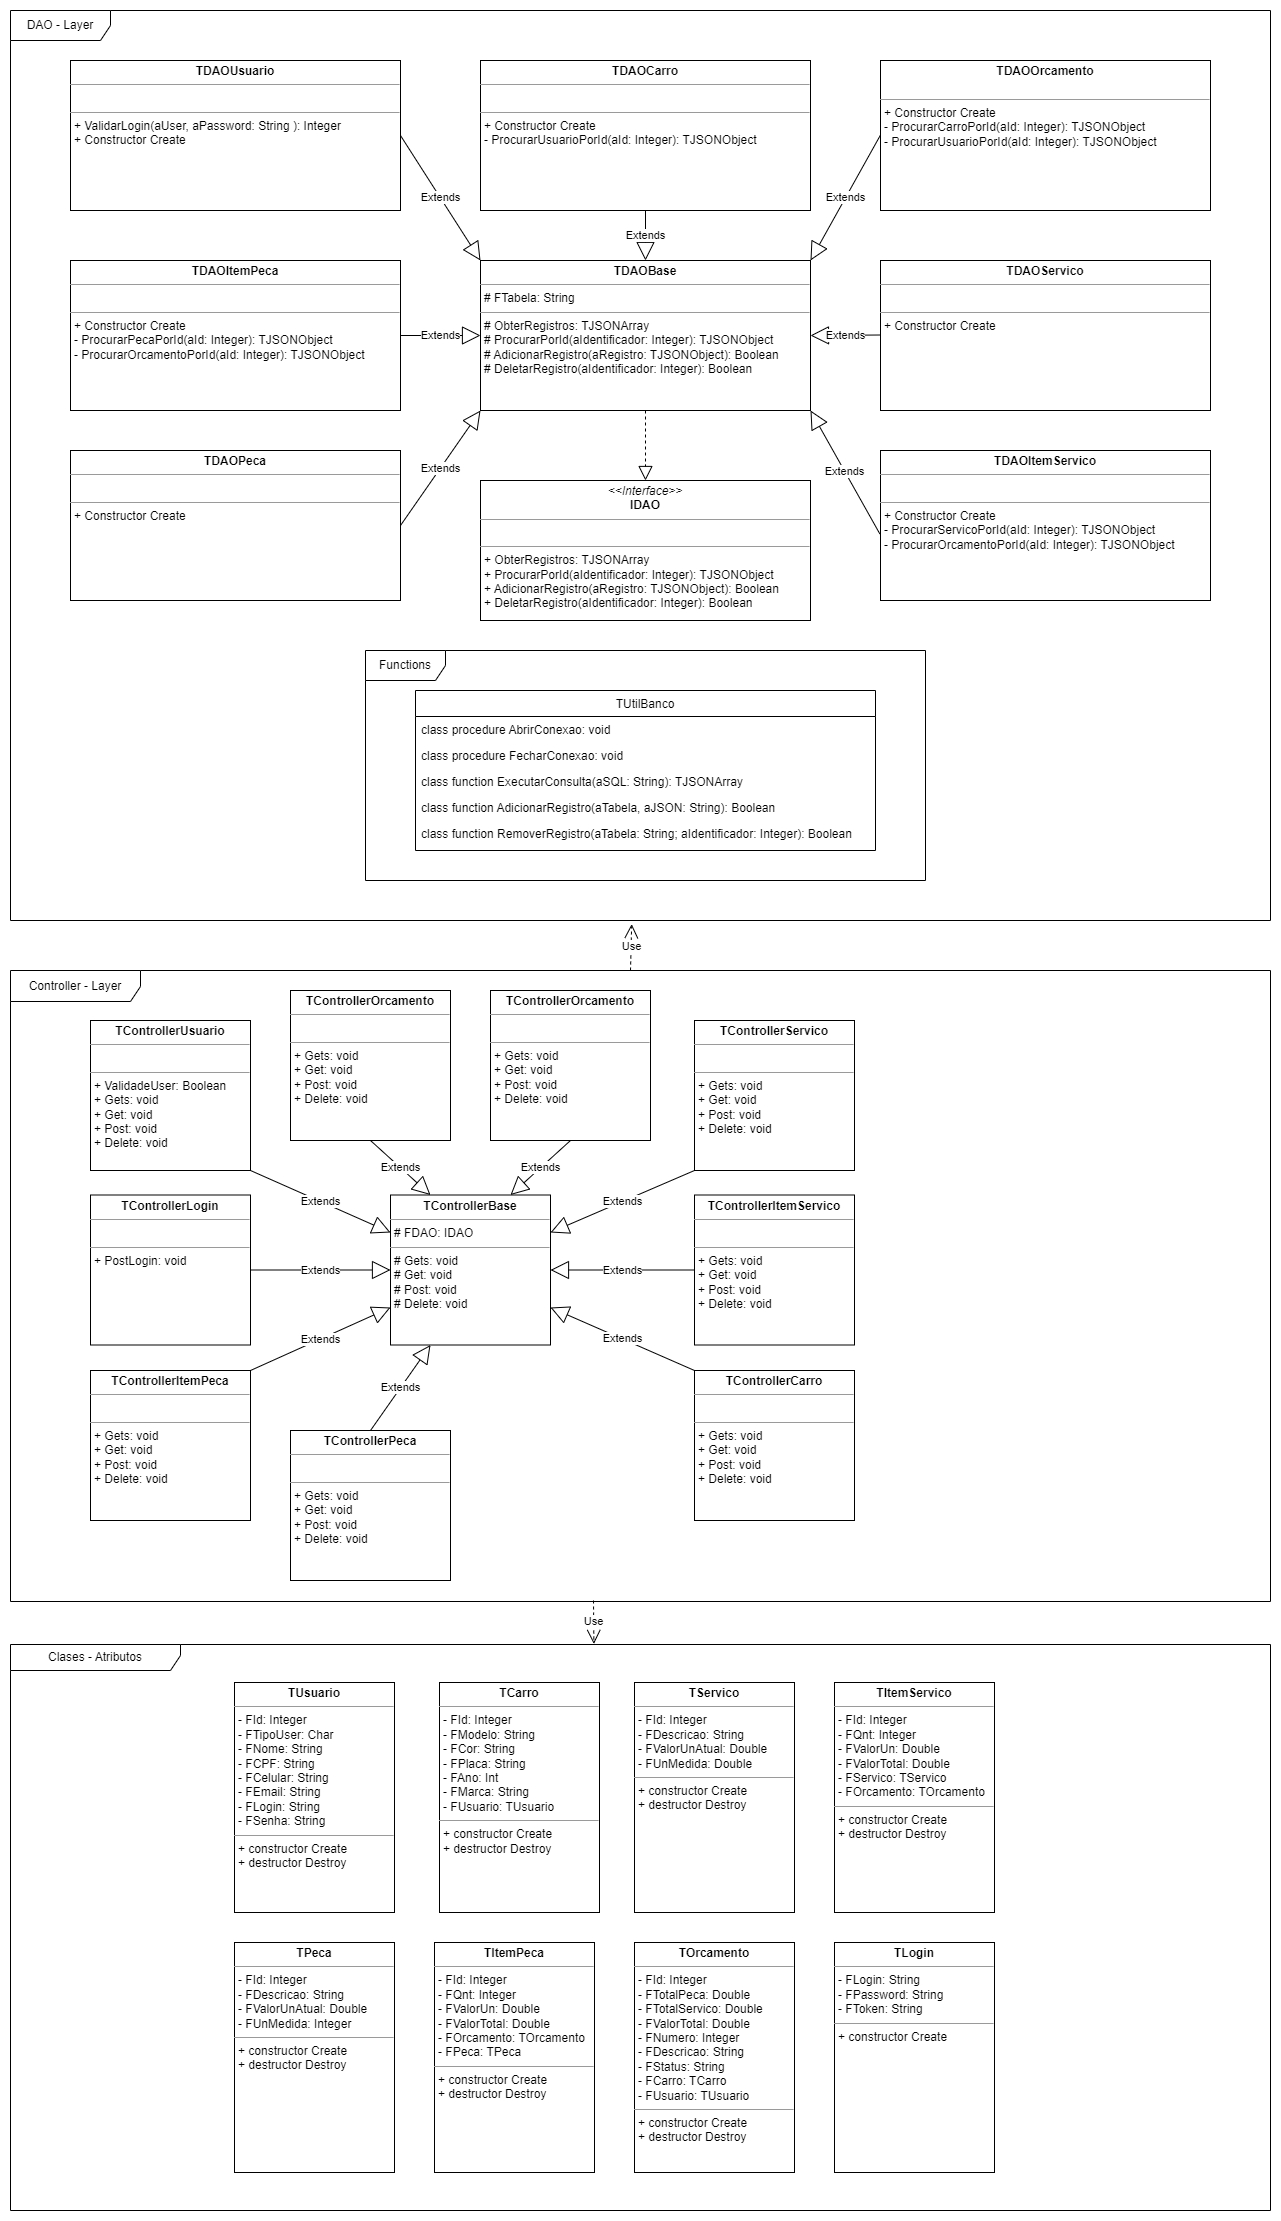 DAO - Layer
TDAOUsuario
+ ValidarLogin(aUser, aPassword: String ): Integer
+ Constructor Create
TDAOCarro
+ Constructor Create
- ProcurarUsuarioPorId(aId: Integer): TJSONObject
TDAOOrcamento
+ Constructor Create
- ProcurarCarroPorId(aId: Integer): TJSONObject
- ProcurarUsuarioPorId(aId: Integer): TJSONObject
Extends
Extends
Extends
TDAOItemPeca
+ Constructor Create
- ProcurarPecaPorId(aId: Integer): TJSONObject
- ProcurarOrcamentoPorId(aId: Integer): TJSONObject
Extends
TDAOBase
# FTabela: String
# ObterRegistros: TJSONArray
# ProcurarPorId(aIdentificador: Integer): TJSONObject
# AdicionarRegistro(aRegistro: TJSONObject): Boolean
# DeletarRegistro(aIdentificador: Integer): Boolean
Extends
TDAOServico
+ Constructor Create
TDAOPeca
+ Constructor Create
Extends
<<Interface>>
IDAO
+ ObterRegistros: TJSONArray
+ ProcurarPorId(aIdentificador: Integer): TJSONObject
+ AdicionarRegistro(aRegistro: TJSONObject): Boolean
+ DeletarRegistro(aIdentificador: Integer): Boolean
Extends
TDAOItemServico
+ Constructor Create
- ProcurarServicoPorId(aId: Integer): TJSONObject
- ProcurarOrcamentoPorId(aId: Integer): TJSONObject
Functions
TUtilBanco
class procedure AbrirConexao: void
class procedure FecharConexao: void
class function ExecutarConsulta(aSQL: String): TJSONArray
class function AdicionarRegistro(aTabela, aJSON: String): Boolean
class function RemoverRegistro(aTabela: String; aIdentificador: Integer): Boolean
Use
Controller - Layer
TControllerUsuario
+ ValidadeUser: Boolean
+ Gets: void
+ Get: void
+ Post: void
+ Delete: void
TControllerOrcamento
+ Gets: void
+ Get: void
+ Post: void
+ Delete: void
TControllerOrcamento
+ Gets: void
+ Get: void
+ Post: void
+ Delete: void
TControllerServico
+ Gets: void
+ Get: void
+ Post: void
+ Delete: void
Extends
Extends
Extends
Extends
TControllerLogin
+ PostLogin: void
Extends
TControllerBase
# FDAO: IDAO
# Gets: void
# Get: void
# Post: void
# Delete: void
Extends
TControllerItemServico
+ Gets: void
+ Get: void
+ Post: void
+ Delete: void
Extends
Extends
Extends
TControllerItemPeca
+ Gets: void
+ Get: void
+ Post: void
+ Delete: void
TControllerPeca
+ Gets: void
+ Get: void
+ Post: void
+ Delete: void
TControllerCarro
+ Gets: void
+ Get: void
+ Post: void
+ Delete: void
Use
Clases - Atributos
TUsuario
- FId: Integer
- FTipoUser: Char
- FNome: String
- FCPF: String
- FCelular: String
- FEmail: String
- FLogin: String
- FSenha: String
+ constructor Create
+ destructor Destroy
TCarro
- FId: Integer
- FModelo: String
- FCor: String
- FPlaca: String
- FAno: Int
- FMarca: String
- FUsuario: TUsuario
+ constructor Create
+ destructor Destroy
TServico
- FId: Integer
- FDescricao: String
- FValorUnAtual: Double
- FUnMedida: Double
+ constructor Create
+ destructor Destroy
TItemServico
- FId: Integer
- FQnt: Integer
- FValorUn: Double
- FValorTotal: Double
- FServico: TServico
- FOrcamento: TOrcamento
+ constructor Create
+ destructor Destroy
TPeca
- FId: Integer
- FDescricao: String
- FValorUnAtual: Double
- FUnMedida: Integer
+ constructor Create
+ destructor Destroy
TItemPeca
- FId: Integer
- FQnt: Integer
- FValorUn: Double
- FValorTotal: Double
- FOrcamento: TOrcamento
- FPeca: TPeca
+ constructor Create
+ destructor Destroy
TOrcamento
- FId: Integer
- FTotalPeca: Double
- FTotalServico: Double
- FValorTotal: Double
- FNumero: Integer
- FDescricao: String
- FStatus: String
- FCarro: TCarro
- FUsuario: TUsuario
+ constructor Create
+ destructor Destroy
TLogin
- FLogin: String
- FPassword: String
- FToken: String
+ constructor Create